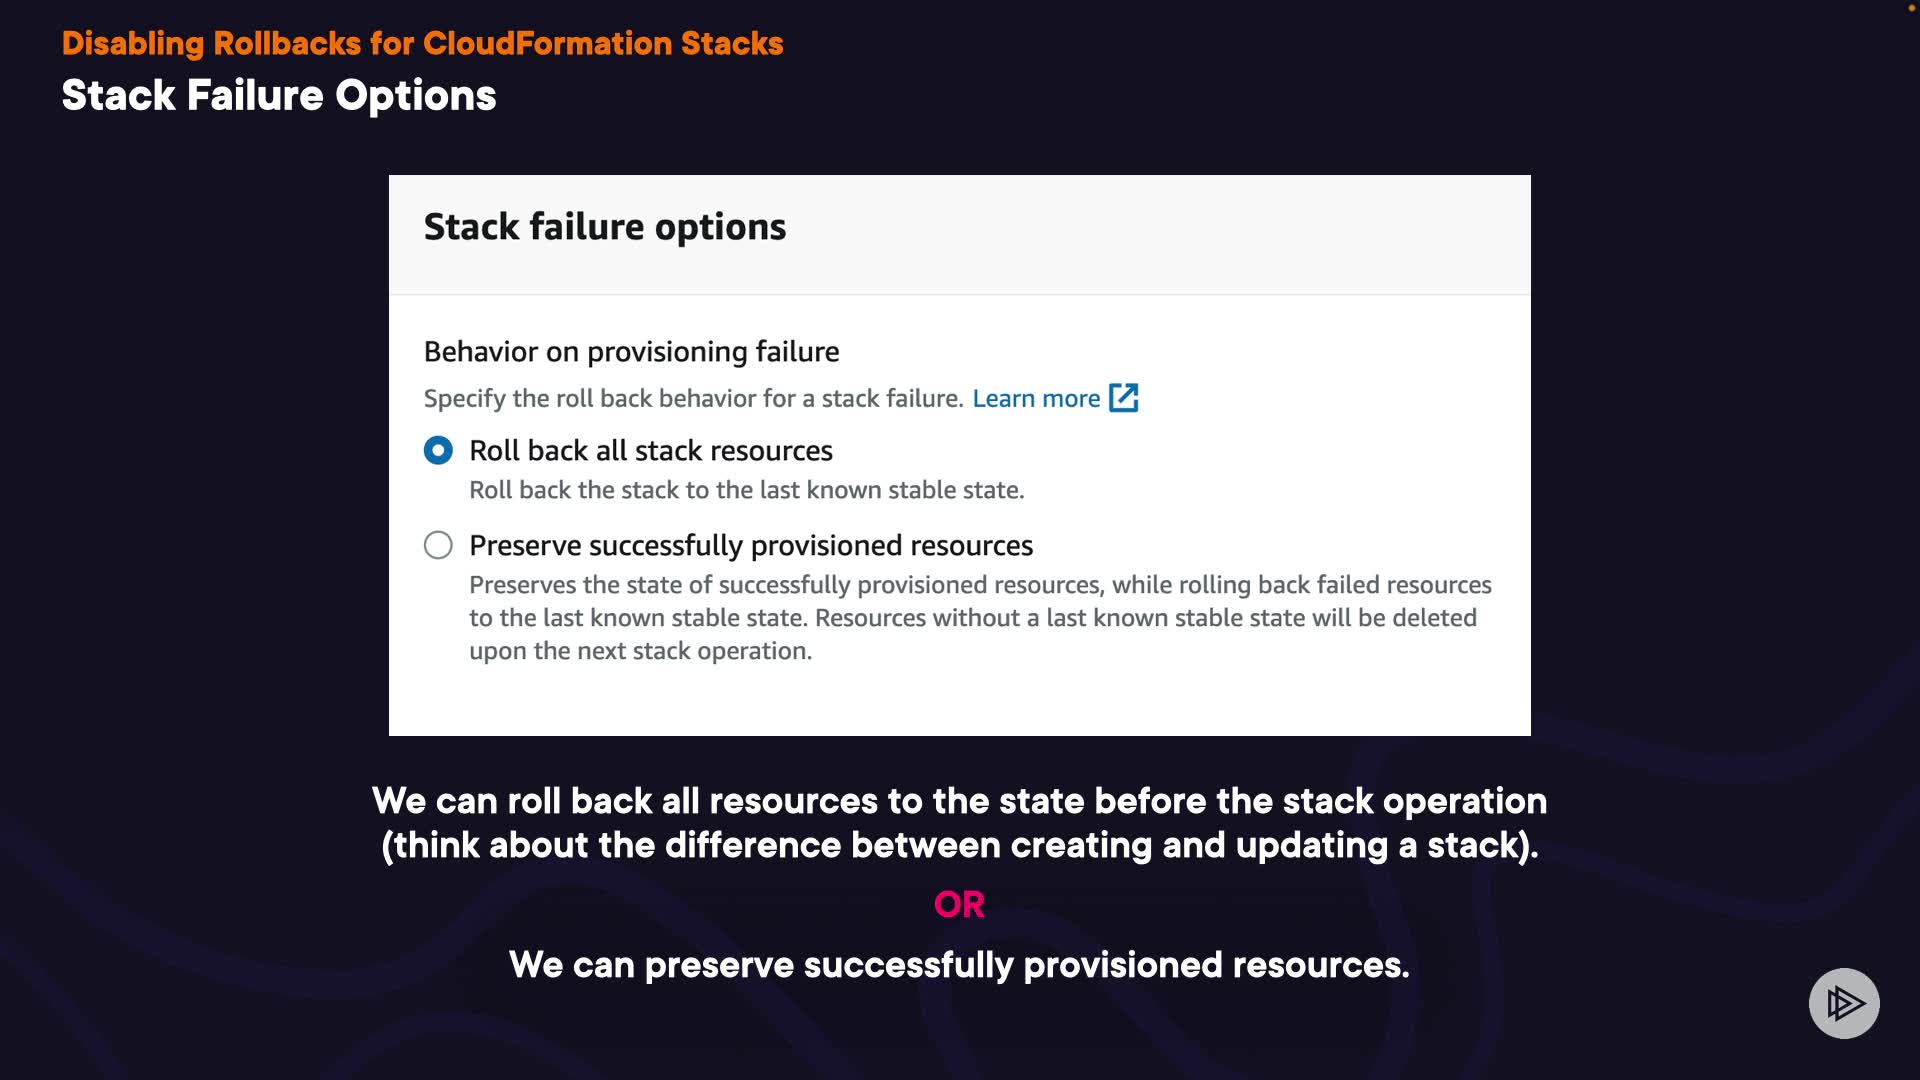 Disabling Rollbacks for CloudFormation Stacks
Stack Failure Options
Stack failure options
Behavior on provisioning failure
Specify the roll back behavior for a stack failure. Learn more
Roll back all stack resources
Roll back the stack to the last known stable state.
Preserve successfully provisioned resources
Preserves the state of successfully provisioned resources, while rolling back failed resources
to the last known stable state. Resources without a last known stable state will be deleted
upon the next stack operation.
We can roll back all resources to the state before the stack operation
(think about the difference between creating and updating a stack).
OR
We can preserve successfully provisioned resources.